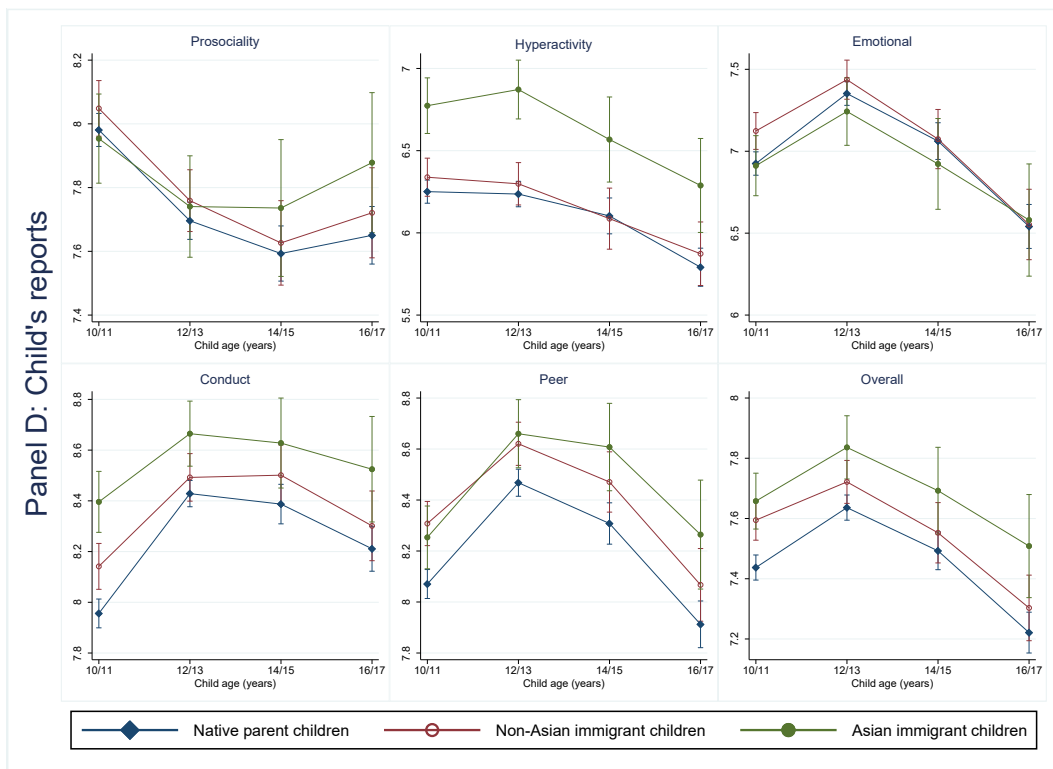 Panel D: Child's reports
Prosociality
8.2
8
7.8
7.6
7.4
10/11 12/13 14/15 16/17
Child age (years)
Hyperactivity
7
6.5
6
5.5
10/11 12/13 14/15 16/17
Child age (years)
Emotional
7.5
7
6.5
6
10/11 12/13 14/15 16/17
Child age (years)
Conduct
8.8
8.6
8.4
8.2
8
7.8
10/11 12/13 14/15 16/17
Child age (years)
Peer
8.8
8.6
8.4
8.2
8
7.8
10/11 12/13 14/15 16/17
Child age (years)
Overall
8
7.8
7.6
7.4
7.2
10/11 12/13 14/15 16/17
Child age (years)
Native parent children Non-Asian immigrant children Asian immigrant children